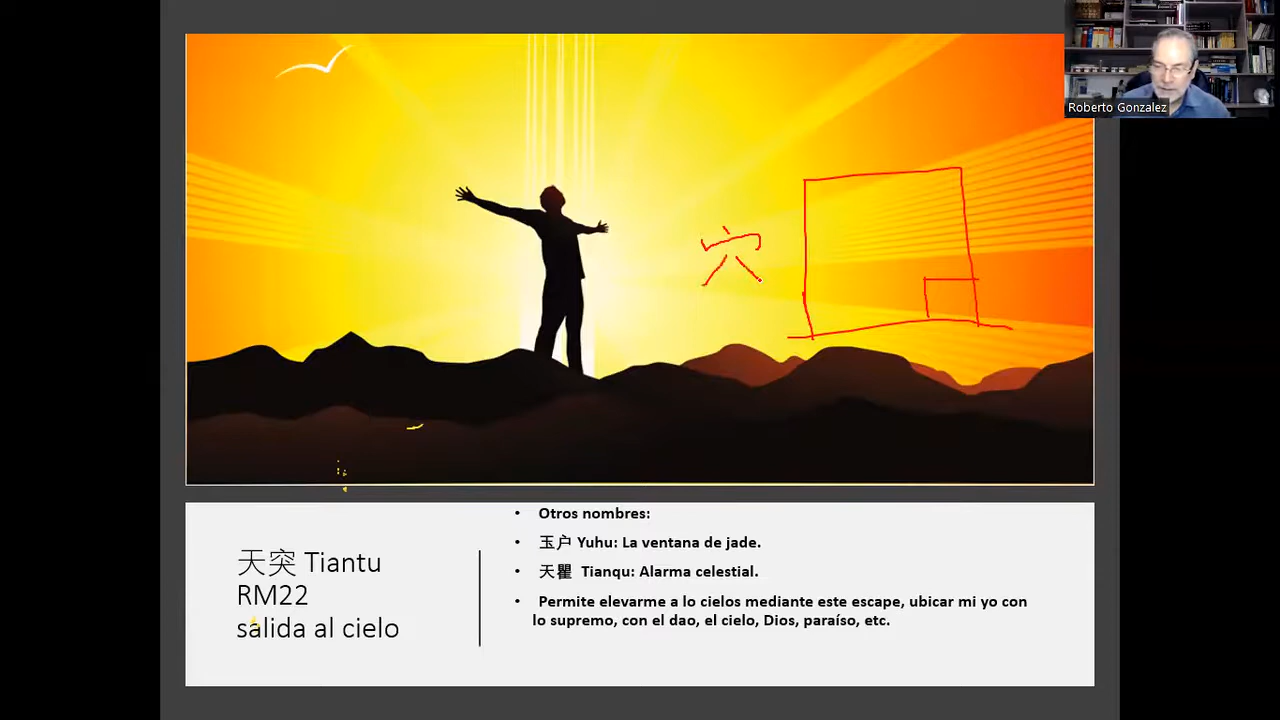 Roberto Gonzalez
穴
天突 Tiantu
RM22
salida al cielo
• Otros nombres:
• 玉户 Yuhu: La ventana de jade.
• 天瞿 Tianqu: Alarma celestial.
• Permite elevarme a lo cielos mediante este escape, ubicar mi yo con
lo supremo, con el dao, el cielo, Dios, paraíso, etc.